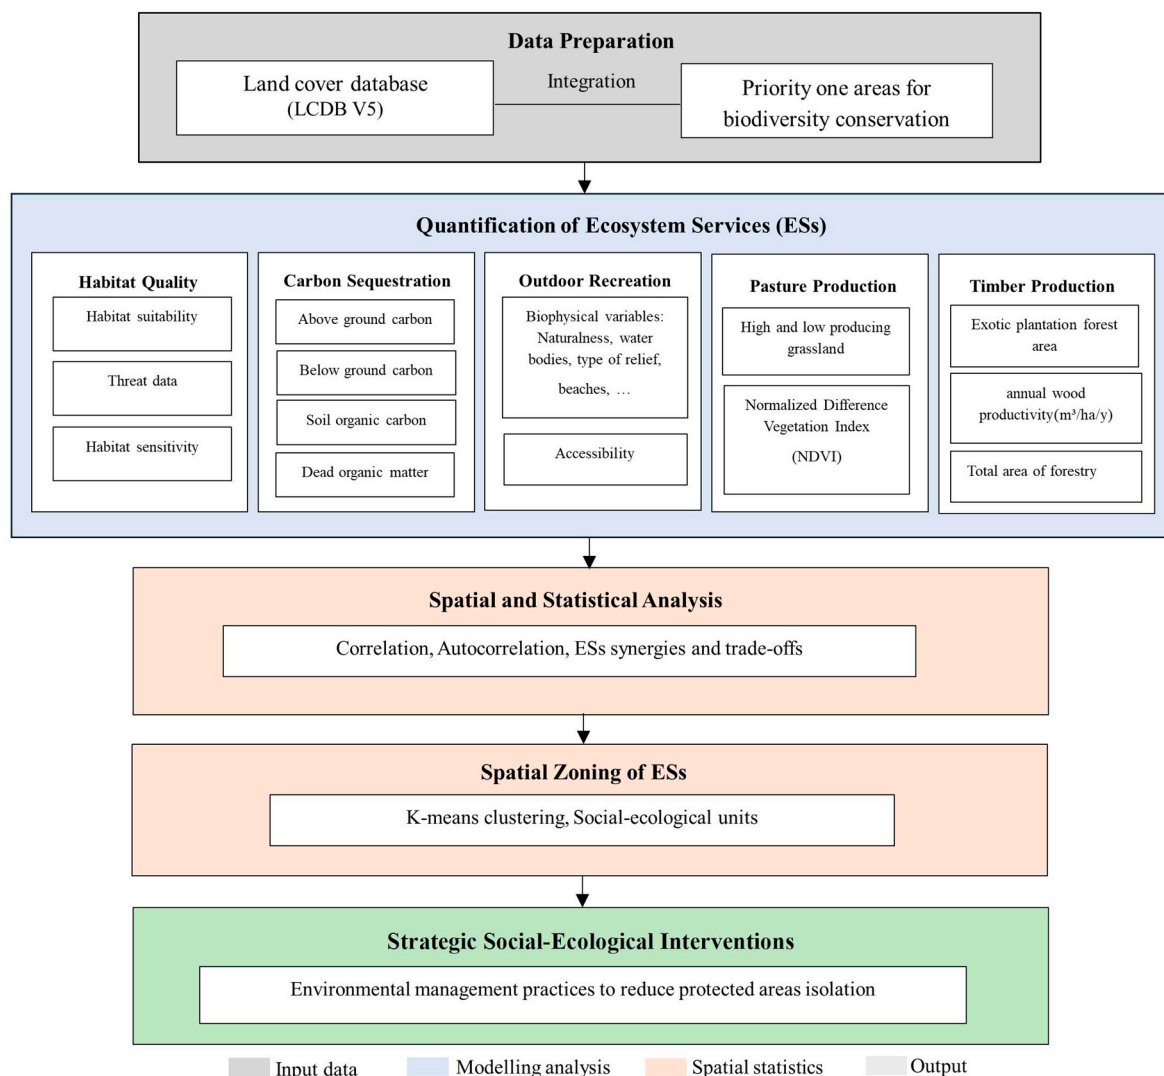 Data Preparation
Land cover database
(LCDB V5)
Integration
Priority one areas for
biodiversity conservation
Quantification of Ecosystem Services (ESs)
Habitat Quality
Habitat suitability
Threat data
Habitat sensitivity
Carbon Sequestration
Above ground carbon
Below ground carbon
Soil organic carbon
Dead organic matter
Outdoor Recreation
Biophysical variables:
Naturalness, water
bodies, type of relief,
beaches, …
Accessibility
Pasture Production
High and low producing
grassland
Normalized Difference
Vegetation Index
(NDVI)
Timber Production
Exotic plantation forest
area
annual wood
productivity(m³/ha/y)
Total area of forestry
Spatial and Statistical Analysis
Correlation, Autocorrelation, ESs synergies and trade-offs
Spatial Zoning of ESs
K-means clustering, Social-ecological units
Strategic Social-Ecological Interventions
Environmental management practices to reduce protected areas isolation
Input data
Modelling analysis
Spatial statistics
Output